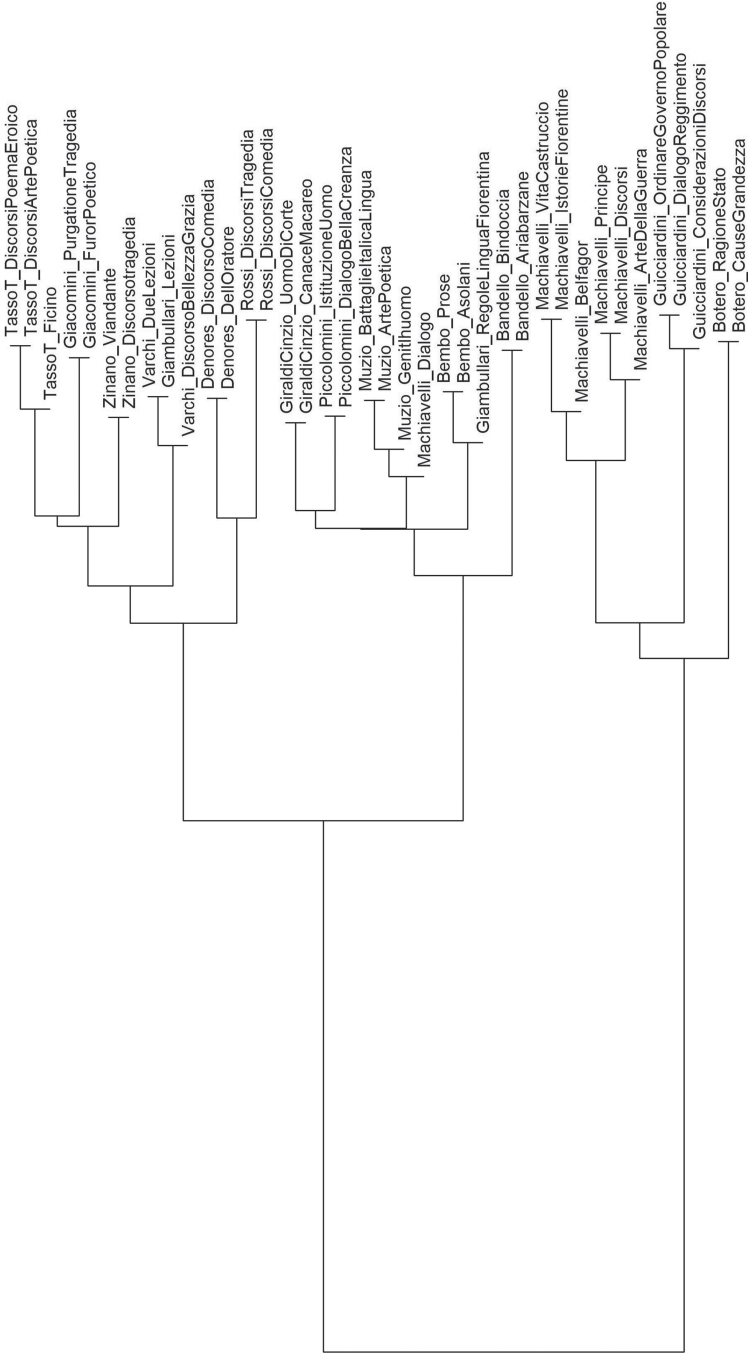 TassoT_DiscorsiPoemaEroico
TassoT_DiscorsiArtePoetica
TassoT_Ficino
Giacomini_PurgationeTragedia
Giacomini_FurorPoetico
Zinano_Viandante
Zinano_Discorsotragedia
Varchi_DueLezioni
Giambullari_Lezioni
Varchi_DiscorsoBellezzaGrazia
Denores_DiscorsoComedia
Denores_DellOratore
Rossi_DiscorsiTragedia
Rossi_DiscorsiComedia
GiraldiCinzio_UomoDiCorte
GiraldiCinzio_CanaceMacareo
Piccolomini_IstituzioneUomo
Piccolomini_DialogoBellaCreanza
Muzio_BattaglieItalicaLingua
Muzio_ArtePoetica
Muzio_Genitlhuomo
Machiavelli_Dialogo
Bembo_Prose
Bembo_Asolani
Giambullari_RegoleLinguaFiorentina
Bandello_Bindoccia
Bandello_Ariabarzane
Machiavelli_VitaCastruccio
Machiavelli_IstorieFiorentine
Machiavelli_Belfagor
Machiavelli_Principe
Machiavelli_Discorsi
Machiavelli_ArteDellaGuerra
Guicciardini_OrdinareGovernoPopolare
Guicciardini_DialogoReggimento
Guicciardini_ConsiderazioniDiscorsi
Botero_RagioneStato
Botero_CauseGrandezza